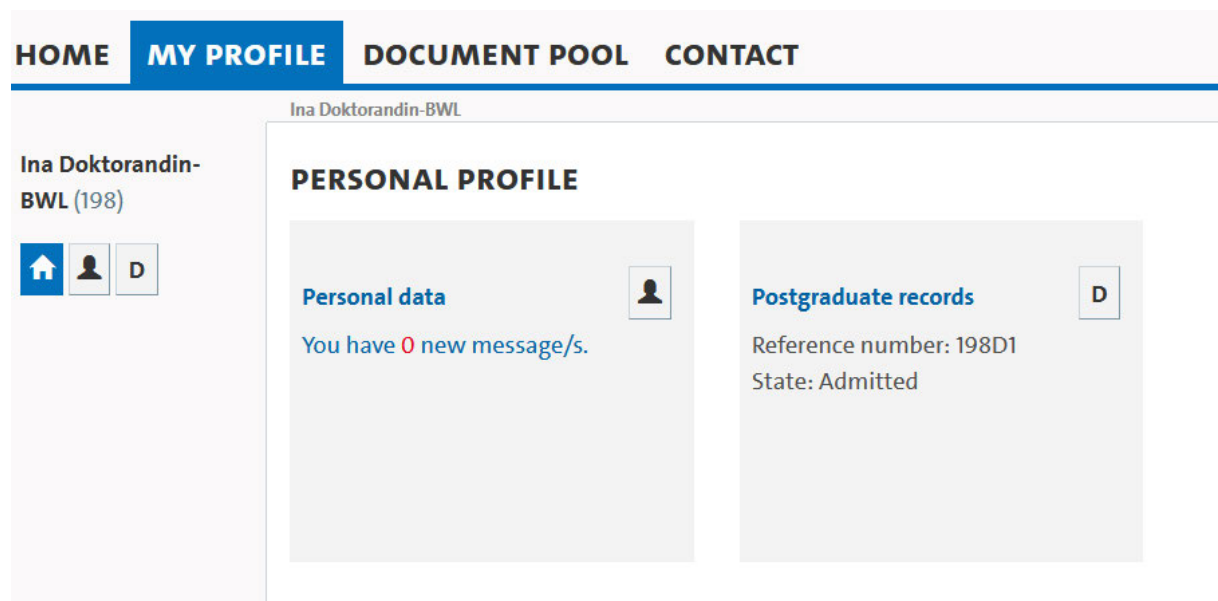 HOME MY PROFILE DOCUMENT POOL CONTACT
Ina Doktorandin-BWL
Ina Doktorandin-
BWL (198)
D
PERSONAL PROFILE
Personal data
You have 0 new message/s.
Postgraduate records D
Reference number: 198D1
State: Admitted